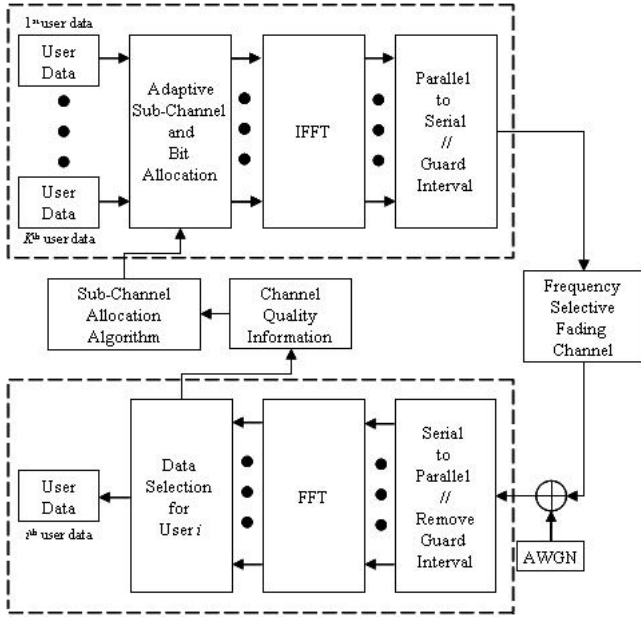 1st user data
User
Data
User
Data
Kth user data
Adaptive
Sub-Channel
and
Bit
Allocation
IFFT
Parallel
to
Serial
//
Guard
Interval
Sub-Channel
Allocation
Algorithm
Channel
Quality
Information
Frequency
Selective
Fading
Channel
User
Data
ith user data
Data
Selection
for
User i
FFT
Serial
to
Parallel
//
Remove
Guard
Interval
AWGN